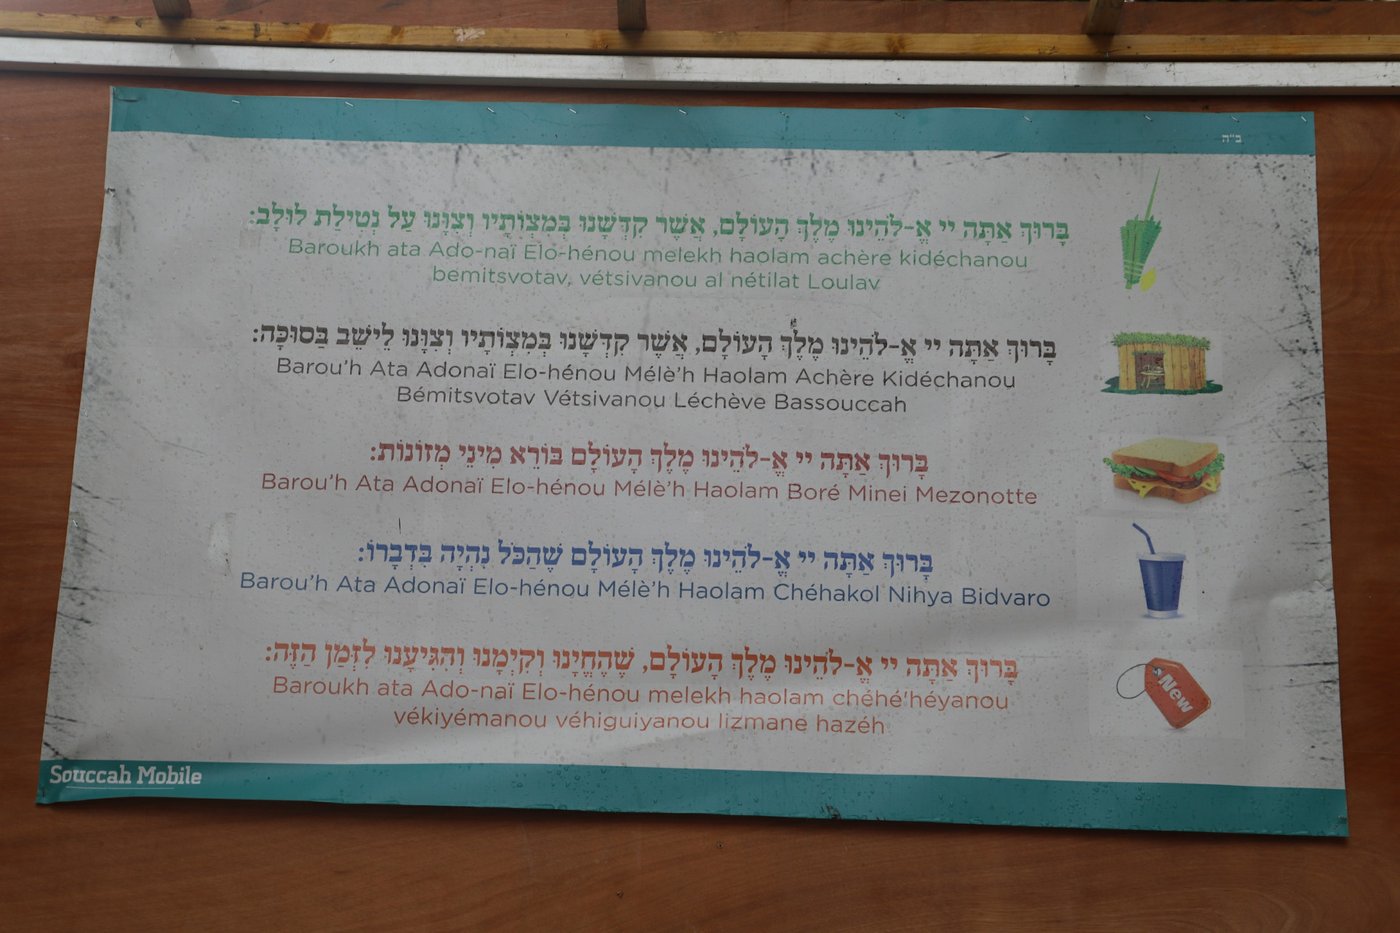 ב"ה
בָּרוּךְ אַתָּה יי אֱ-לֹהֵינוּ מֶלֶךְ הָעוֹלָם, אֲשֶׁר קִדְּשָׁנוּ בְּמִצְוֹתָיו וְצִוָּנוּ עַל נְטִילַת לוּלָב:
Baroukh ata Ado-naï Elo-hénou melekh haolam achère kidéchanou
bemitsvotav, vétsivanou al nétilat Loulav
בָּרוּךְ אַתָּה יי אֱ-לֹהֵינוּ מֶלֶךְ הָעוֹלָם, אֲשֶׁר קִדְּשָׁנוּ בְּמִצְוֹתָיו וְצִוָּנוּ לֵישֵׁב בַּסוּכָּה:
Barou'h Ata Adonaï Elo-hénou Mélè'h Haolam Achère Kidéchanou
Bémitsvotav Vétsivanou Léchève Bassouccah
בָּרוּךְ אַתָּה יי אֱ-לֹהֵינוּ מֶלֶךְ הָעוֹלָם בּוֹרֵא מִינֵי מְזוֹנוֹת:
Barou'h Ata Adonaï Elo-hénou Mélè'h Haolam Boré Minei Mezonotte
בָּרוּךְ אַתָּה יי אֱ-לֹהֵינוּ מֶלֶךְ הָעוֹלָם שֶׁהַכֹּל נִהְיָה בִּדְבָרוֹ:
Barou'h Ata Adonaï Elo-hénou Mélè'h Haolam Chéhakol Nihya Bidvaro
בָּרוּךְ אַתָּה יי אֱ-לֹהֵינוּ מֶלֶךְ הָעוֹלָם, שֶׁהֶחֱיָנוּ וְקִיְּמָנוּ וְהִגִּיעָנוּ לִזְמַן הַזֶּה:
Baroukh ata Ado-naï Elo-hénou melekh haolam chéhé'héyanou
vékiyémanou véhiguiyanou lizmane hazéh
New
Souccah Mobile